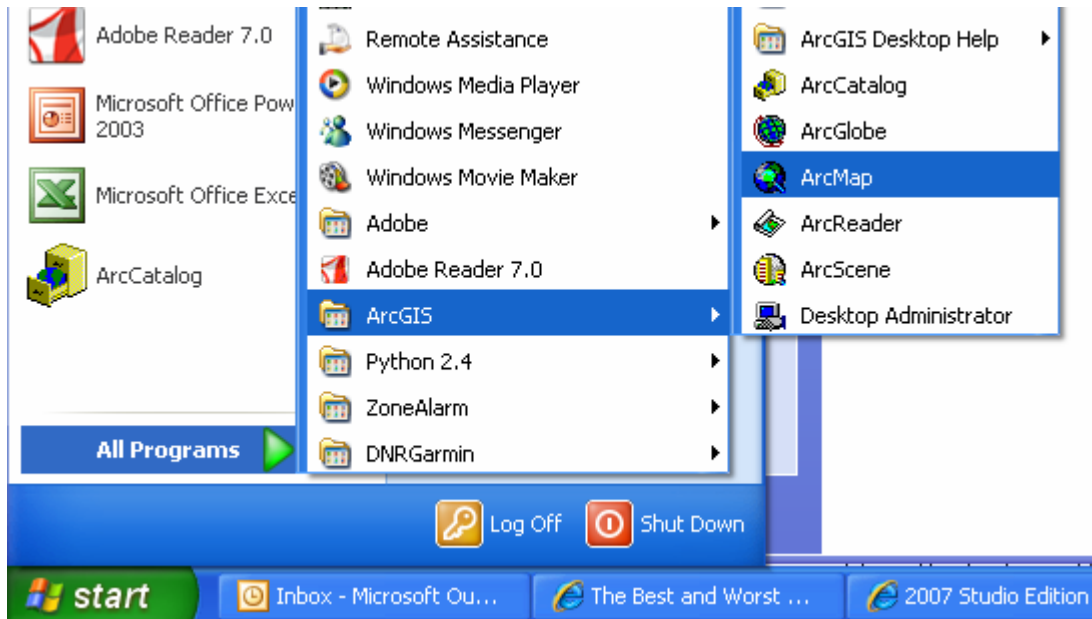 Adobe Reader 7.0
Microsoft Office Pow
2003
Microsoft Office Exce
ArcCatalog
All Programs
Remote Assistance
Windows Media Player
Windows Messenger
Windows Movie Maker
Adobe
Adobe Reader 7.0
ArcGIS
Python 2.4
ZoneAlarm
DNRGarmin
ArcGIS Desktop Help
ArcCatalog
ArcGlobe
ArcMap
ArcReader
ArcScene
Desktop Administrator
Log Off
Shut Down
start
Inbox - Microsoft Ou...
The Best and Worst ...
2007 Studio Edition